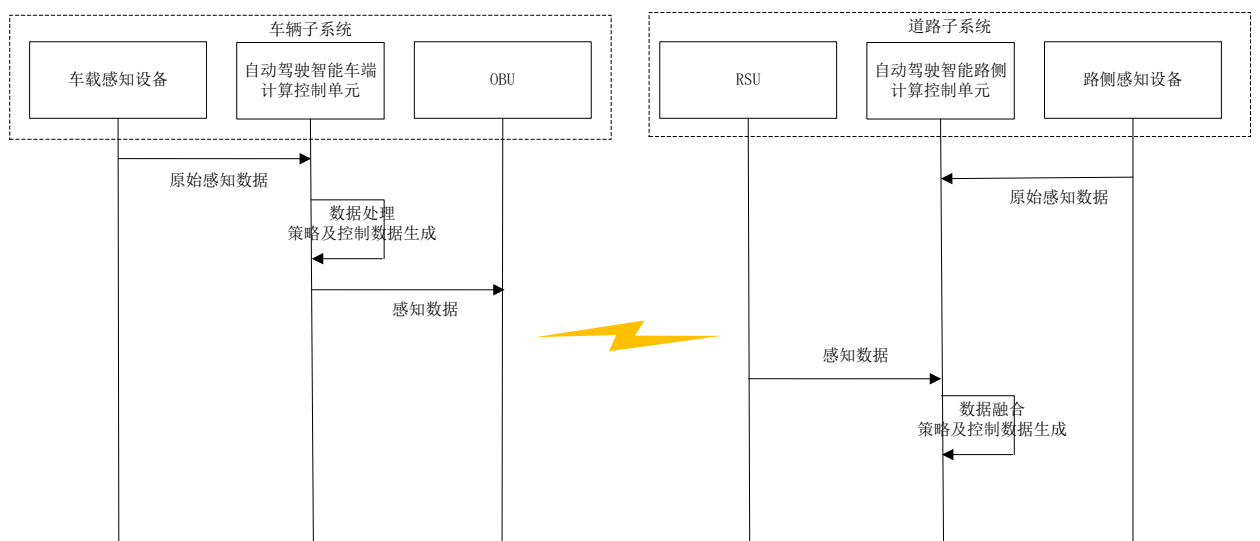 车辆子系统
道路子系统
车载感知设备
自动驾驶智能车端
计算控制单元
OBU
RSU
自动驾驶智能路侧
计算控制单元
路侧感知设备
原始感知数据
原始感知数据
数据处理
策略及控制数据生成
感知数据
感知数据
数据融合
策略及控制数据生成